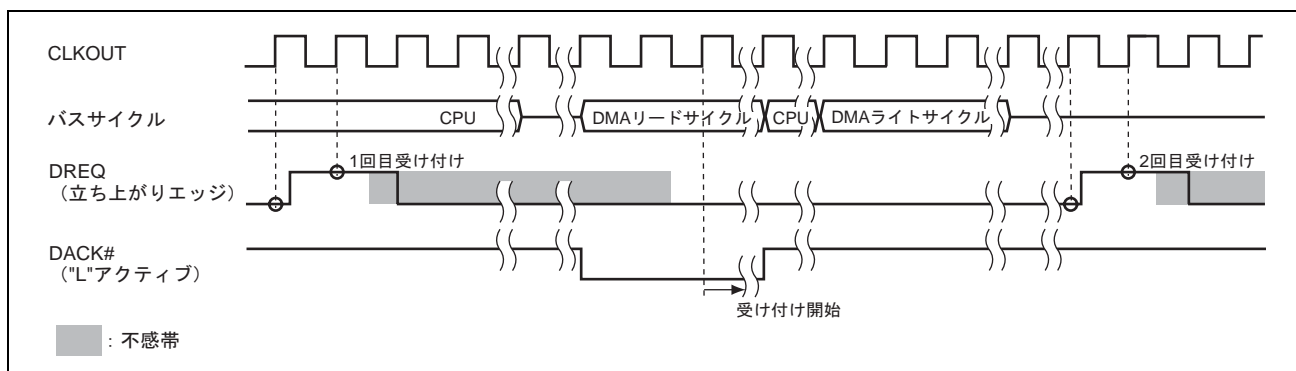 CLKOUT
バスサイクル
CPU
DMAリードサイクル
CPU
DMAライトサイクル
DREQ
（立ち上がりエッジ）
1回目受け付け
2回目受け付け
DACK#
（"L"アクティブ）
受け付け開始
：不感帯